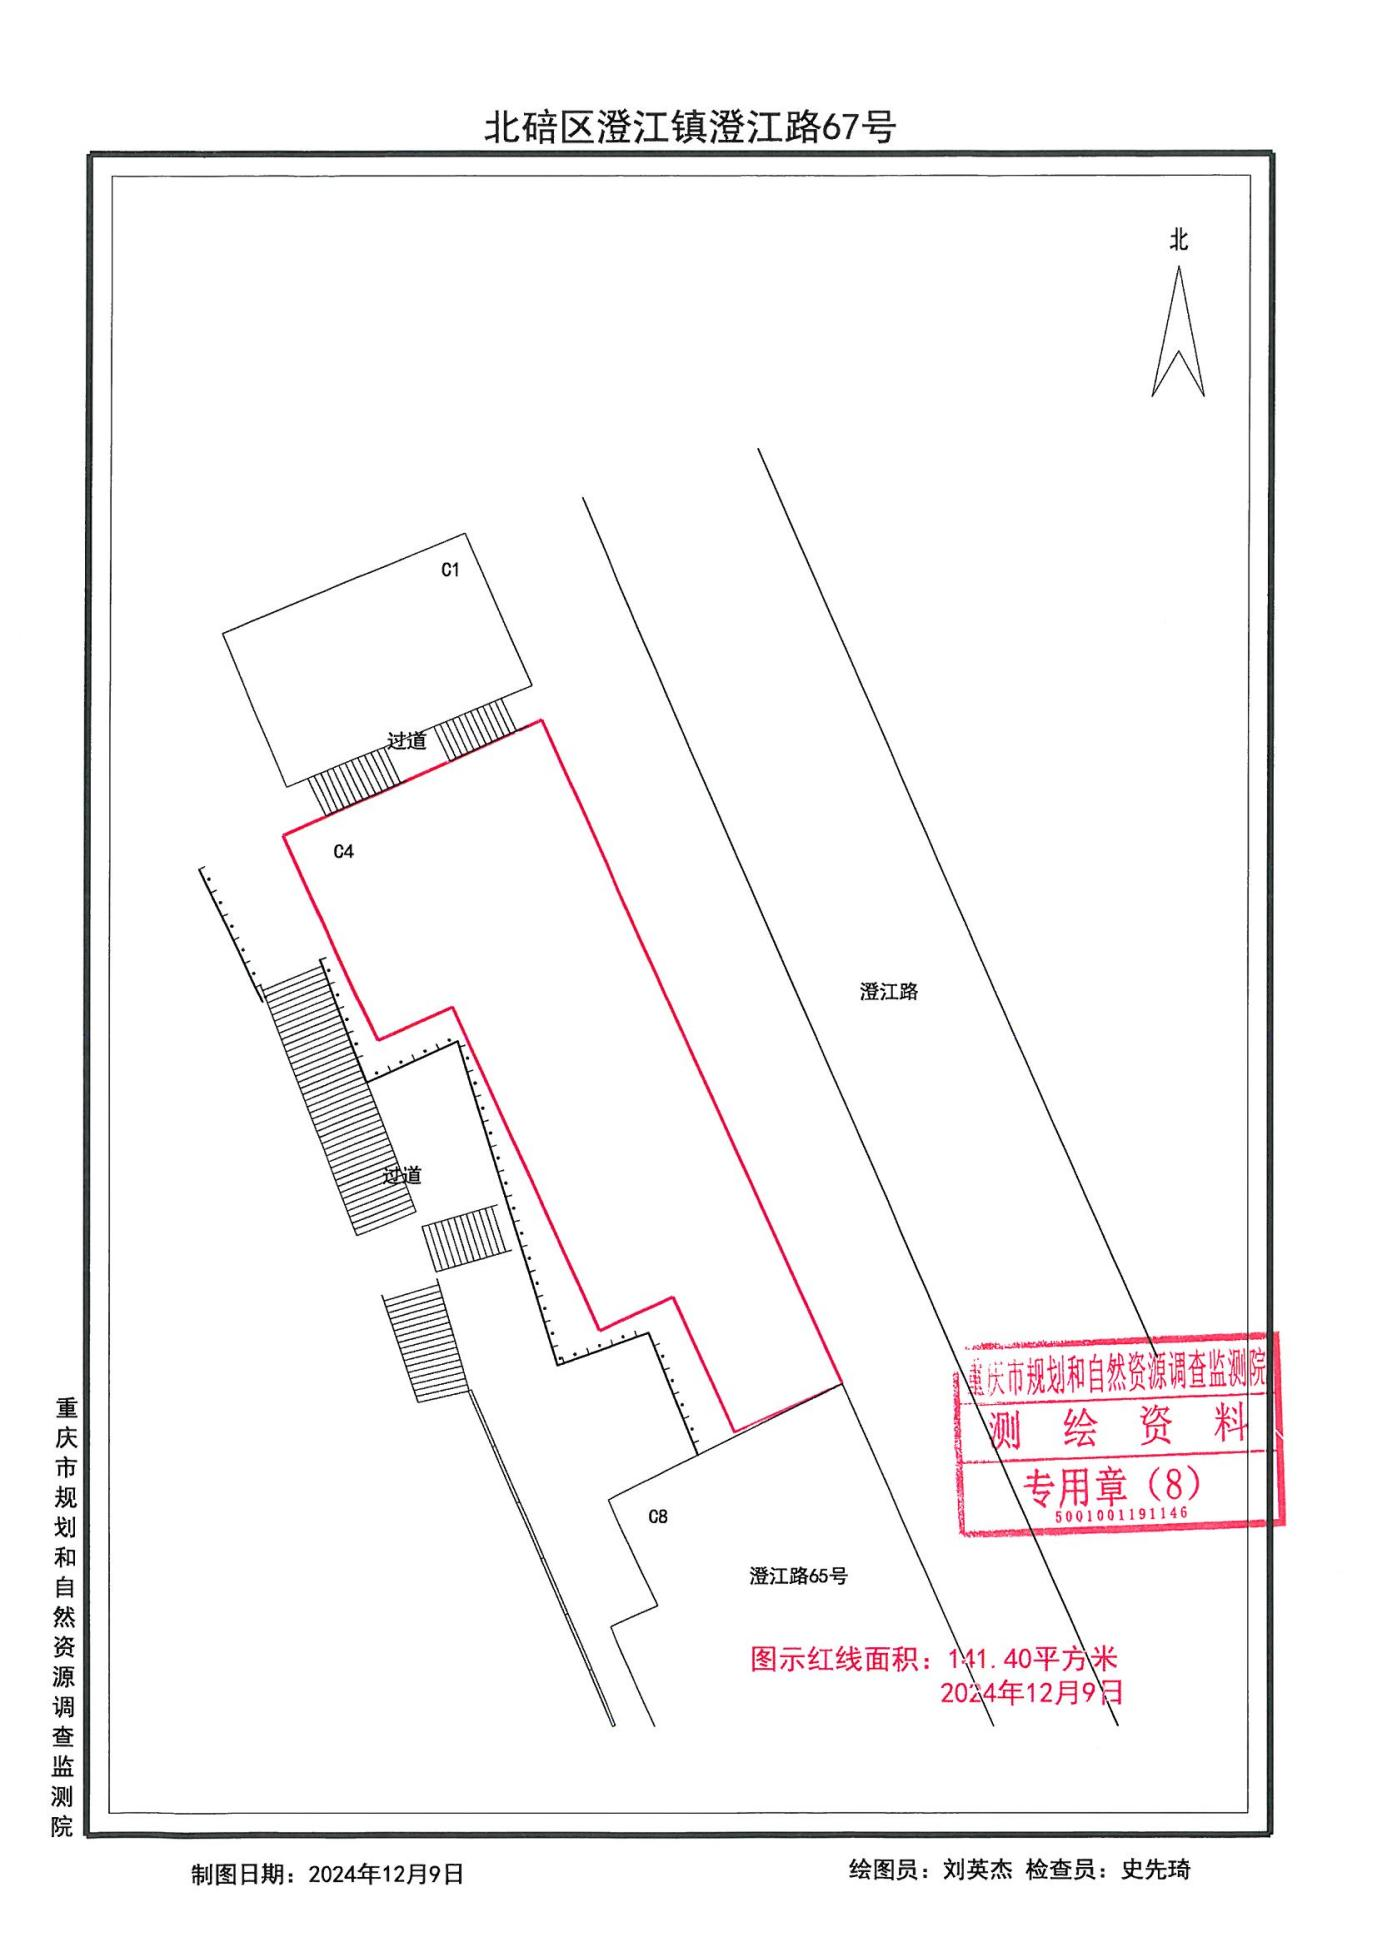 北碚区澄江镇澄江路67号
北
C1
过道
C4
澄江路
过道
重庆市规划和自然资源调查监测院
测绘资料
专用章（8）
5001001191146
C8
澄江路65号
图示红线面积：141.40平方米
2024年12月9日
重庆市规划和自然资源调查监测院
制图日期：2024年12月9日
绘图员：刘英杰 检查员：史先琦